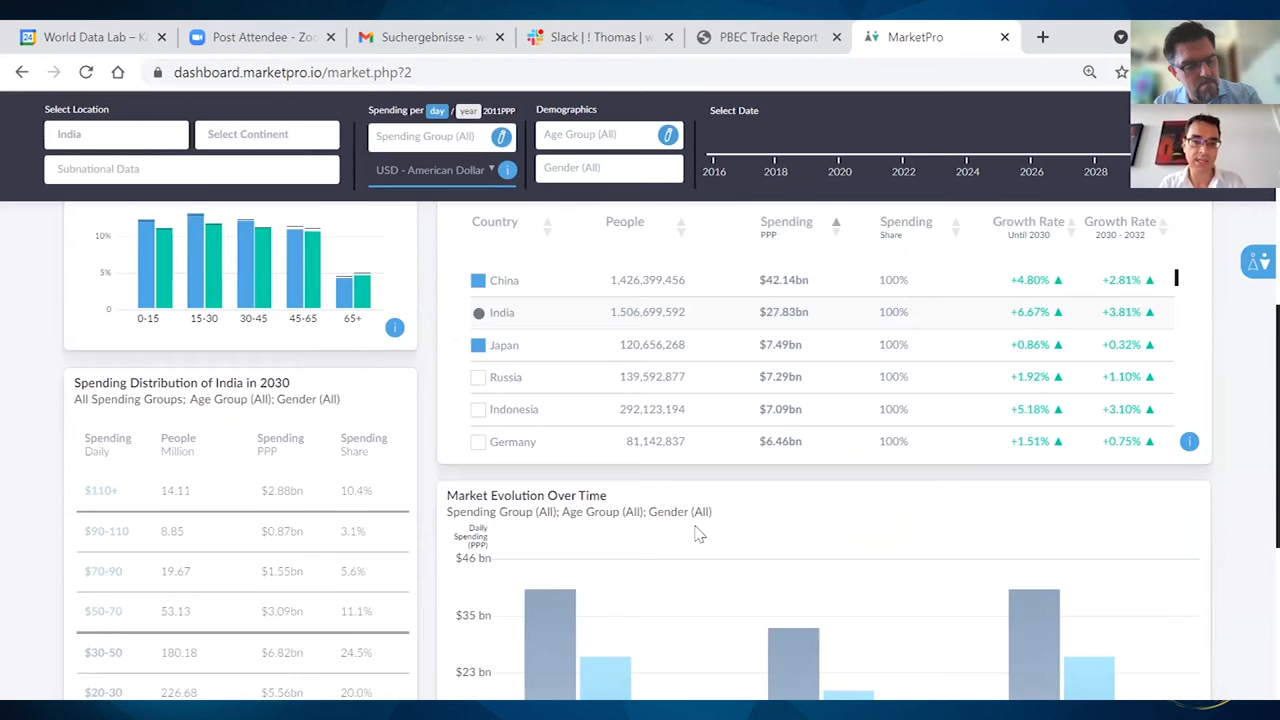 World Data Lab – K
Post Attendee - Zoo
Suchergebnisse - w
Slack | ! Thomas | w
PBEC Trade Report
MarketPro
dashboard.marketpro.io/market.php?2
Select Location
India
Select Continent
Subnational Data
Spending per day / year 2011PPP
Spending Group (All)
USD - American Dollar
Demographics
Age Group (All)
Gender (All)
Select Date
2016 2018 2020 2022 2024 2026 2028
10%
5%
0
0-15 15-30 30-45 45-65 65+
Country People Spending PPP Spending Share Growth Rate Until 2030 Growth Rate 2030 - 2032
China 1,426,399,456 $42.14bn 100% +4.80% +2.81%
India 1,506,699,592 $27.83bn 100% +6.67% +3.81%
Japan 120,656,268 $7.49bn 100% +0.86% +0.32%
Russia 139,592,877 $7.29bn 100% +1.92% +1.10%
Indonesia 292,123,194 $7.09bn 100% +5.18% +3.10%
Germany 81,142,837 $6.46bn 100% +1.51% +0.75%
Spending Distribution of India in 2030
All Spending Groups; Age Group (All); Gender (All)
Spending Daily People Million Spending PPP Spending Share
$110+ 14.11 $2.88bn 10.4%
$90-110 8.85 $0.87bn 3.1%
$70-90 19.67 $1.55bn 5.6%
$50-70 53.13 $3.09bn 11.1%
$30-50 180.18 $6.82bn 24.5%
$20-30 226.68 $5.56bn 20.0%
Market Evolution Over Time
Spending Group (All); Age Group (All); Gender (All)
Daily
Spending
(PPP)
$46 bn
$35 bn
$23 bn